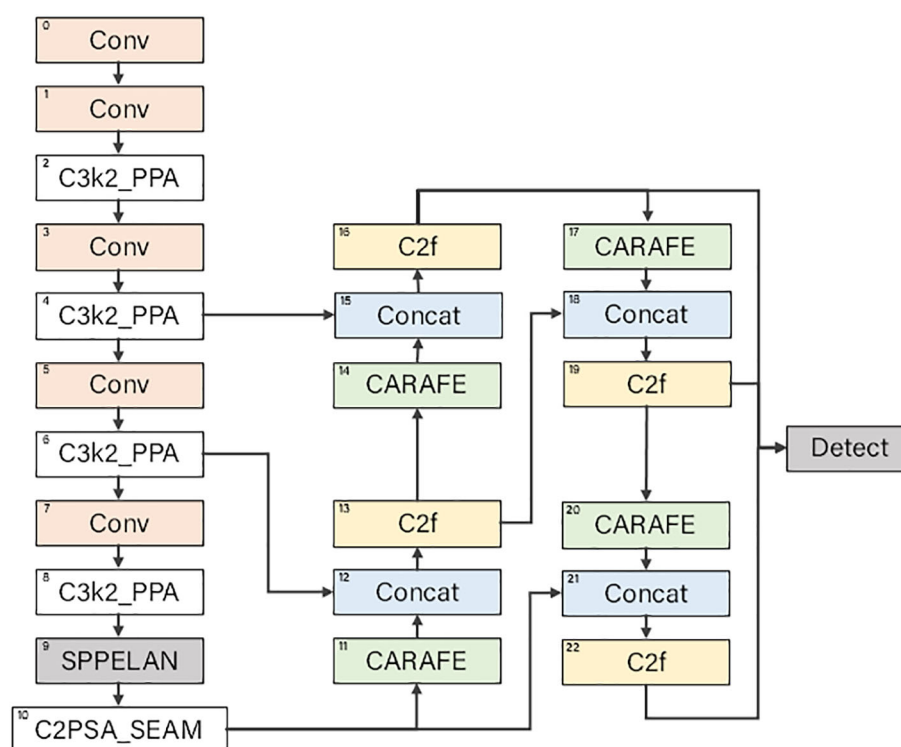 0
Conv
1
Conv
2
C3k2_PPA
3
Conv
4
C3k2_PPA
5
Conv
6
C3k2_PPA
7
Conv
8
C3k2_PPA
9
SPPELAN
10
C2PSA_SEAM
16
C2f
15
Concat
14
CARAFE
13
C2f
12
Concat
11
CARAFE
17
CARAFE
18
Concat
19
C2f
20
CARAFE
21
Concat
22
C2f
Detect